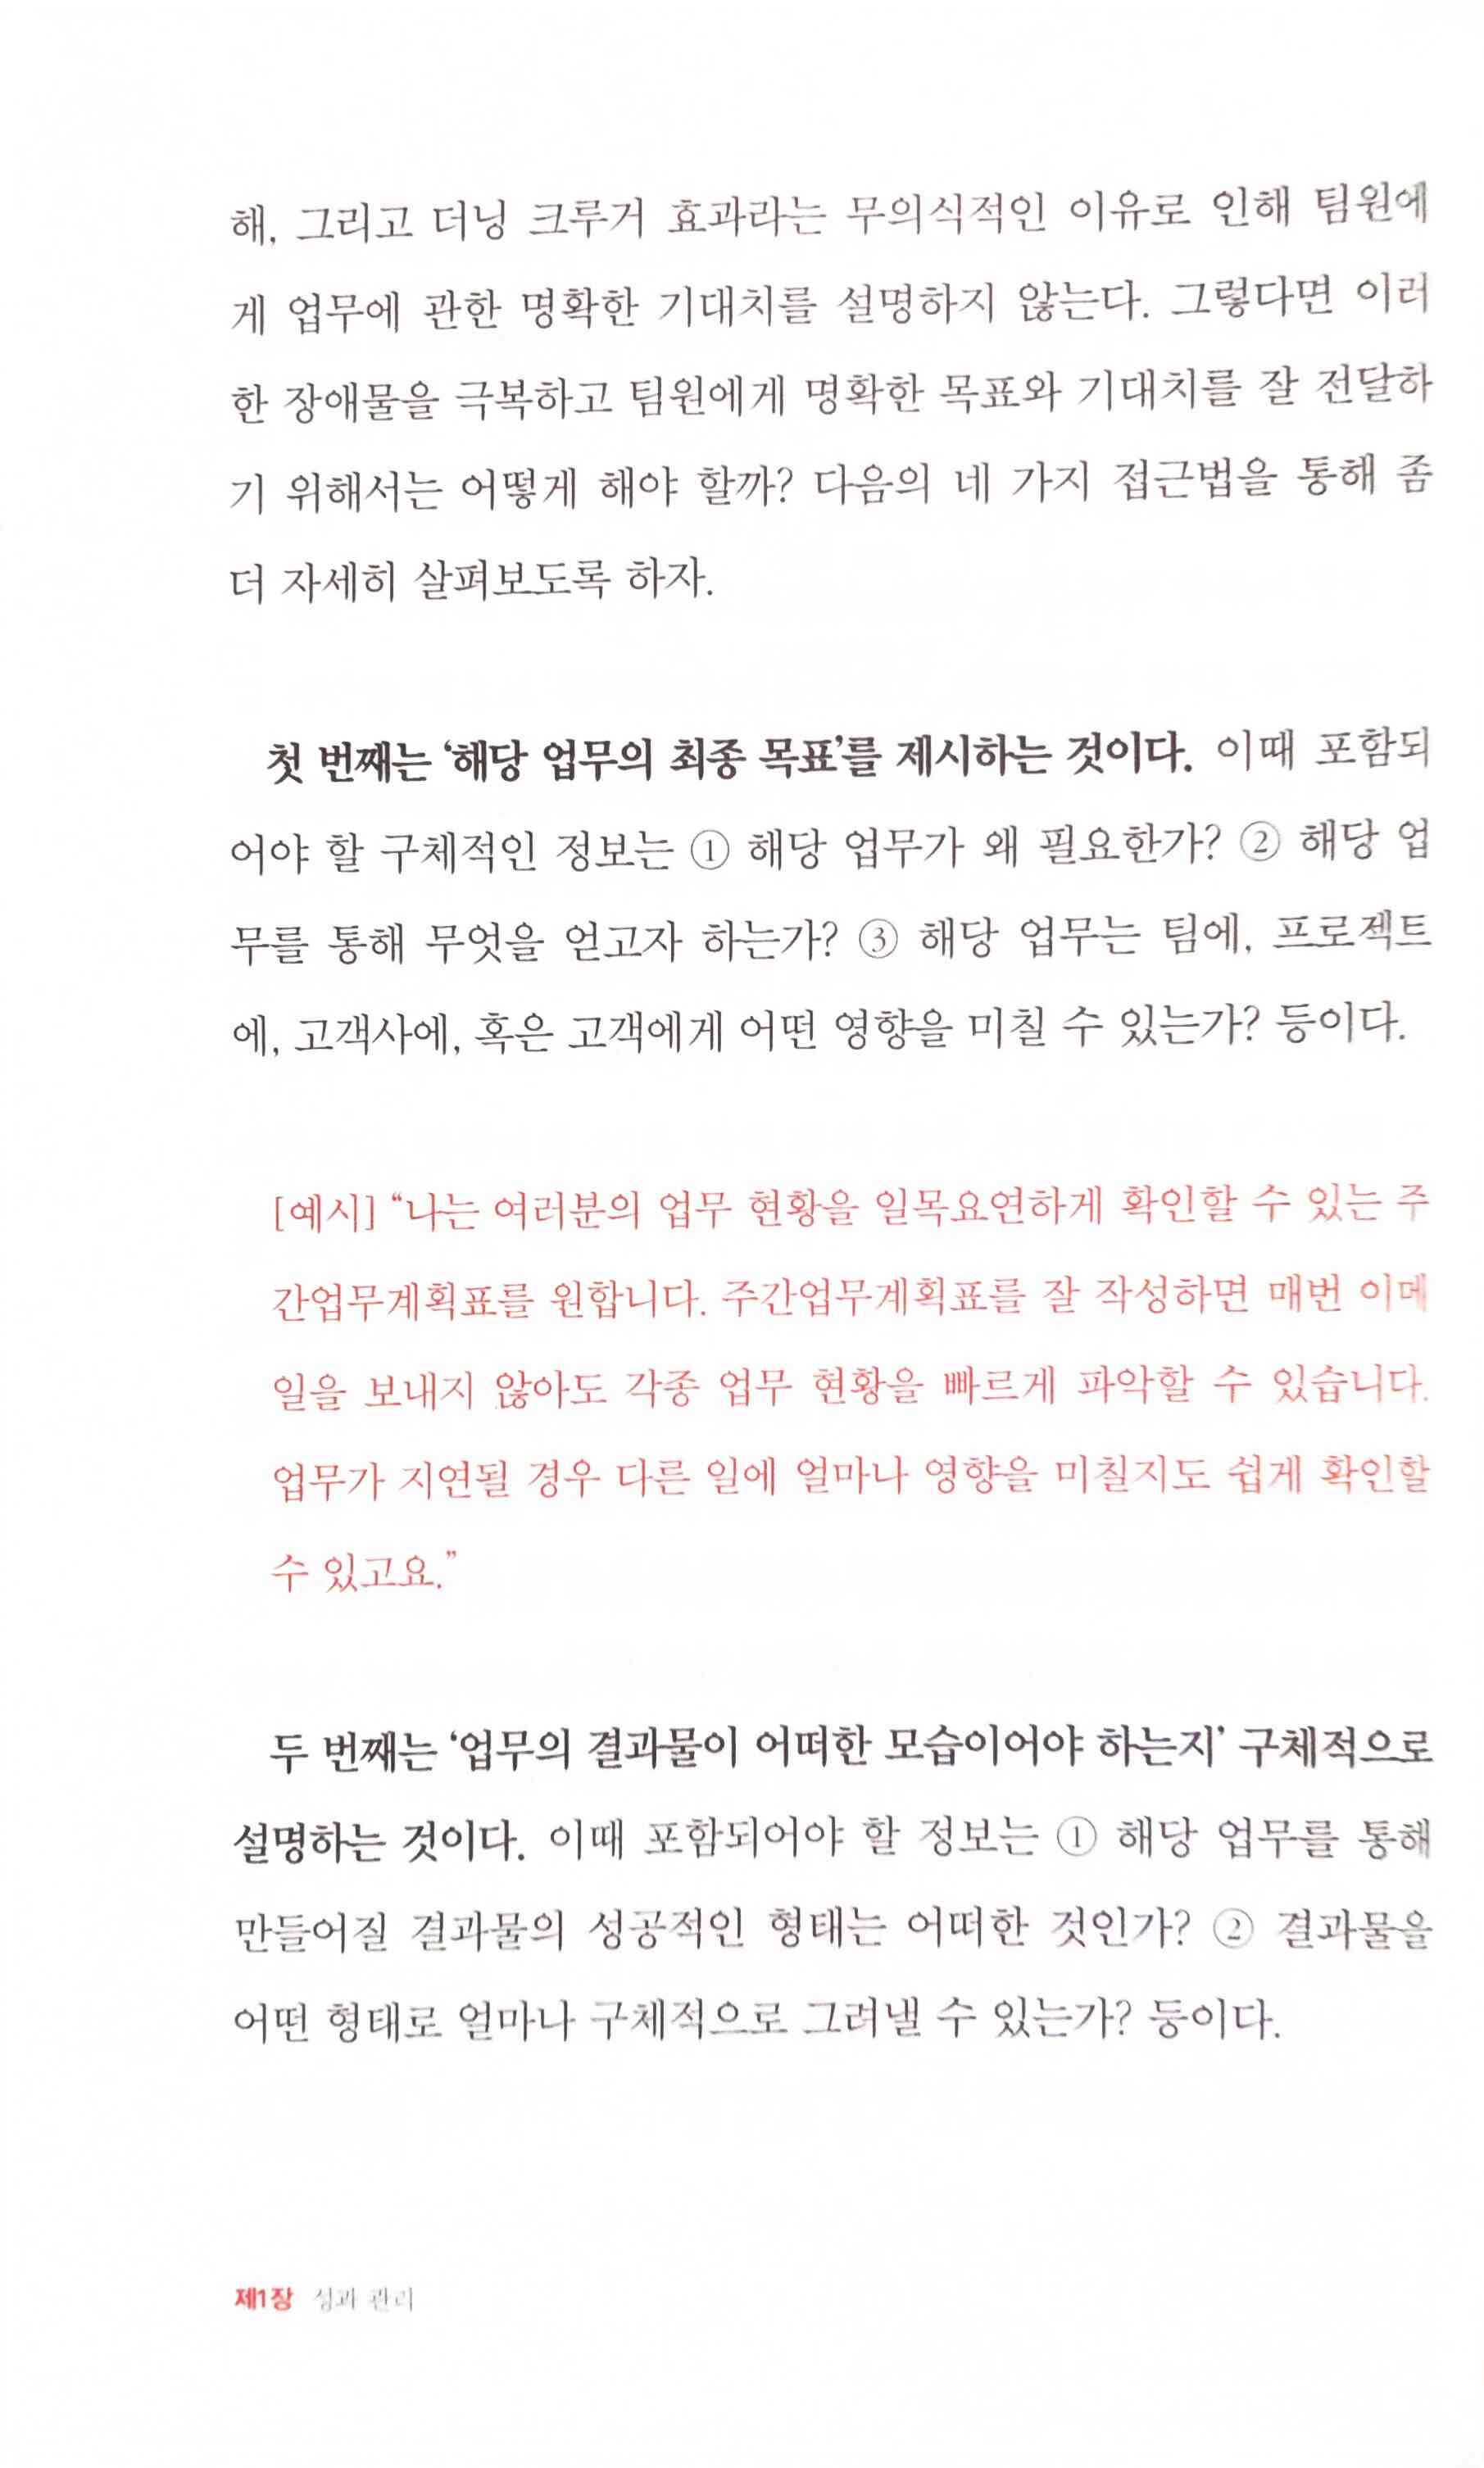 해, 그리고 더닝 크루거 효과라는 무의식적인 이유로 인해 팀원에
게 업무에 관한 명확한 기대치를 설명하지 않는다. 그렇다면 이러
한 장애물을 극복하고 팀원에게 명확한 목표와 기대치를 잘 전달하
기 위해서는 어떻게 해야 할까? 다음의 네 가지 접근법을 통해 좀
더 자세히 살펴보도록 하자.
첫 번째는 ‘해당 업무의 최종 목표’를 제시하는 것이다. 이때 포함되
어야 할 구체적인 정보는 ① 해당 업무가 왜 필요한가? ② 해당 업
무를 통해 무엇을 얻고자 하는가? ③ 해당 업무는 팀에, 프로젝트
에, 고객사에, 혹은 고객에게 어떤 영향을 미칠 수 있는가? 등이다.
[예시] “나는 여러분의 업무 현황을 일목요연하게 확인할 수 있는 주
간업무계획표를 원합니다. 주간업무계획표를 잘 작성하면 매번 이메
일을 보내지 않아도 각종 업무 현황을 빠르게 파악할 수 있습니다.
업무가 지연될 경우 다른 일에 얼마나 영향을 미칠지도 쉽게 확인할
수 있고요.”
두 번째는 ‘업무의 결과물이 어떠한 모습이어야 하는지’ 구체적으로
설명하는 것이다. 이때 포함되어야 할 정보는 ① 해당 업무를 통해
만들어질 결과물의 성공적인 형태는 어떠한 것인가? ② 결과물을
어떤 형태로 얼마나 구체적으로 그려낼 수 있는가? 등이다.
제1장 성과 관리